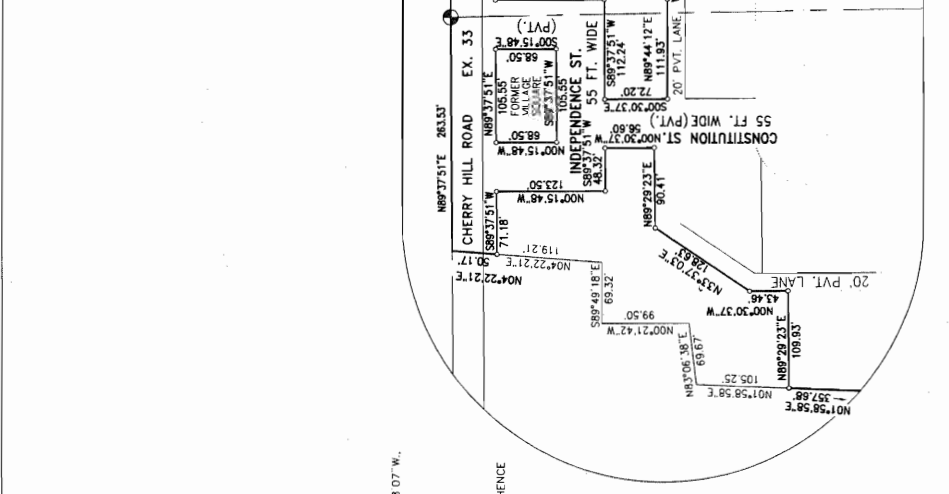 N89°37'51"E 263.53'
CHERRY HILL ROAD EX. 33
(PVT.)
S00°15'48"E
68.50'
N89°37'51"E
105.55'
FORMER
VILLAGE
SQUARE
S89°37'51"W
105.55'
68.50'
N00°15'48"W
INDEPENDENCE ST.
55 FT. WIDE
S89°37'51"W
112.24'
N89°44'12"E
111.93'
20' PVT. LANE
72.20'
S00°30'37"E
CONSTITUTION ST.
55 FT. WIDE (PVT.)
N00°30'37"W
58.60'
S89°37'51"W
48.32'
123.50'
N00°15'48"W
S89°37'51"W
71.18'
N89°29'23"E
90.41'
119.21'
N04°22'21"E
50.17'
N04°22'21"E
S89°49'18"E
69.32'
N33°37'03"E
128.63'
20' PVT. LANE
43.46'
N00°30'37"W
99.50'
N00°21'42"W
N83°06'38"E
69.67'
N89°29'23"E
109.93'
105.25'
N01°58'58"E
357.68'
N01°58'58"E
07"W.,
HENCE